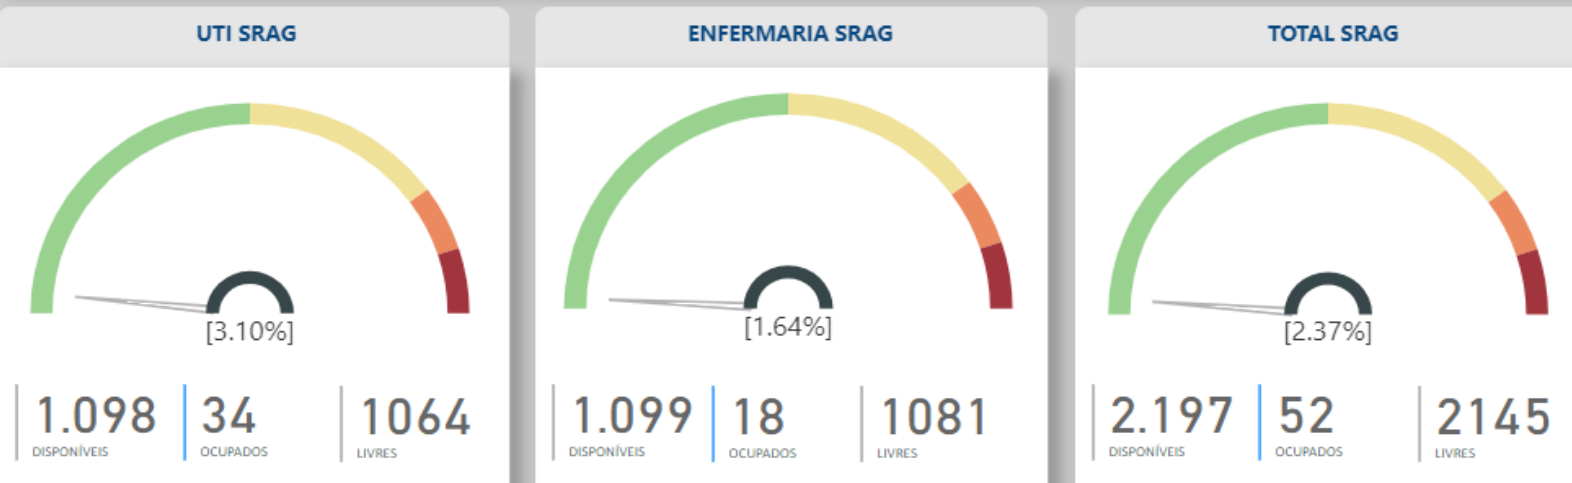 UTI SRAG
[3.10%]
1.098 34 1064
DISPONÍVEIS OCUPADOS LIVRES
ENFERMARIA SRAG
[1.64%]
1.099 18 1081
DISPONÍVEIS OCUPADOS LIVRES
TOTAL SRAG
[2.37%]
2.197 52 2145
DISPONÍVEIS OCUPADOS LIVRES